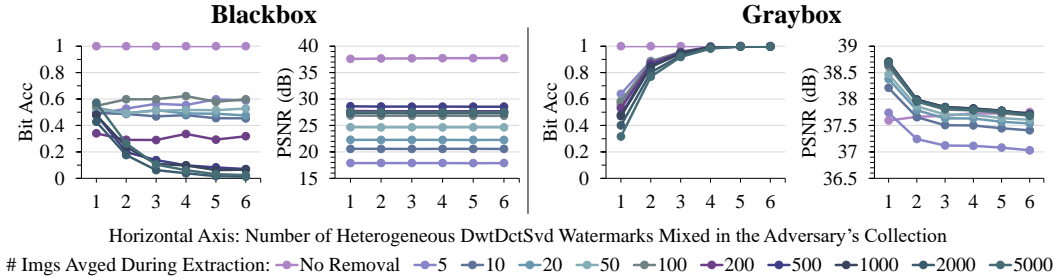 Blackbox
Graybox
Bit Acc
1
0.8
0.6
0.4
0.2
0
1 2 3 4 5 6
PSNR (dB)
40
35
30
25
20
15
1 2 3 4 5 6
Bit Acc
1
0.8
0.6
0.4
0.2
0
1 2 3 4 5 6
PSNR (dB)
39
38.5
38
37.5
37
36.5
1 2 3 4 5 6
Horizontal Axis: Number of Heterogeneous DwtDctSvd Watermarks Mixed in the Adversary's Collection
# Imgs Avged During Extraction: No Removal 5 10 20 50 100 200 500 1000 2000 5000